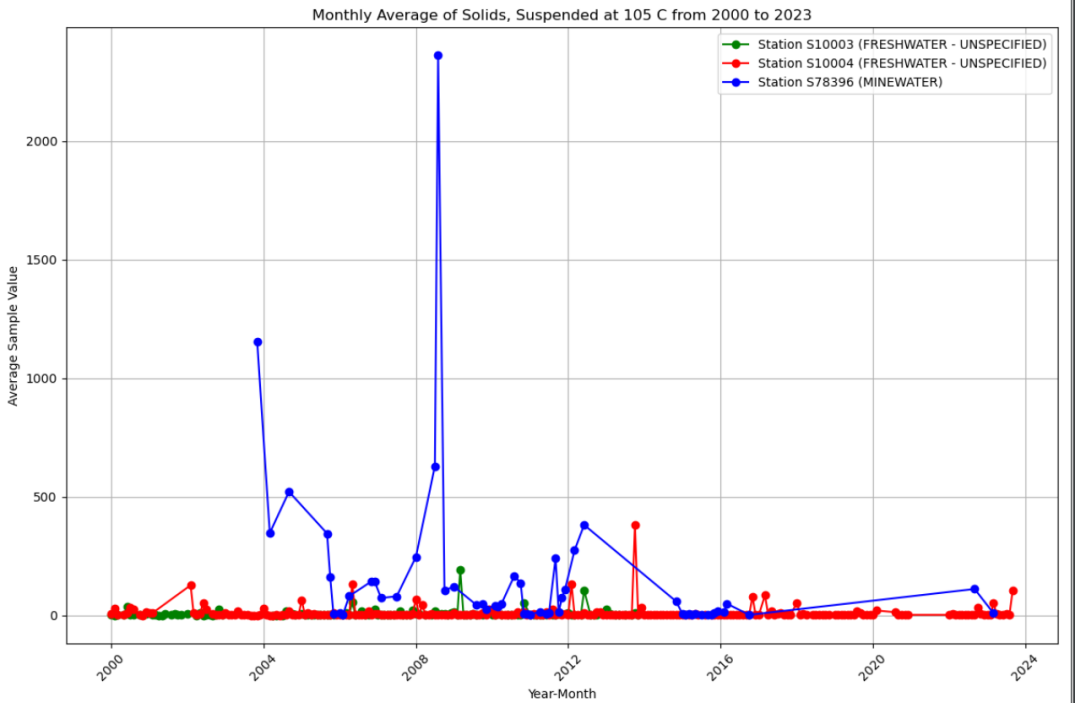 Monthly Average of Solids, Suspended at 105 C from 2000 to 2023
Station S10003 (FRESHWATER - UNSPECIFIED)
Station S10004 (FRESHWATER - UNSPECIFIED)
Station S78396 (MINEWATER)
Average Sample Value
2000
1500
1000
500
0
2000
2004
2008
2012
2016
2020
2024
Year-Month